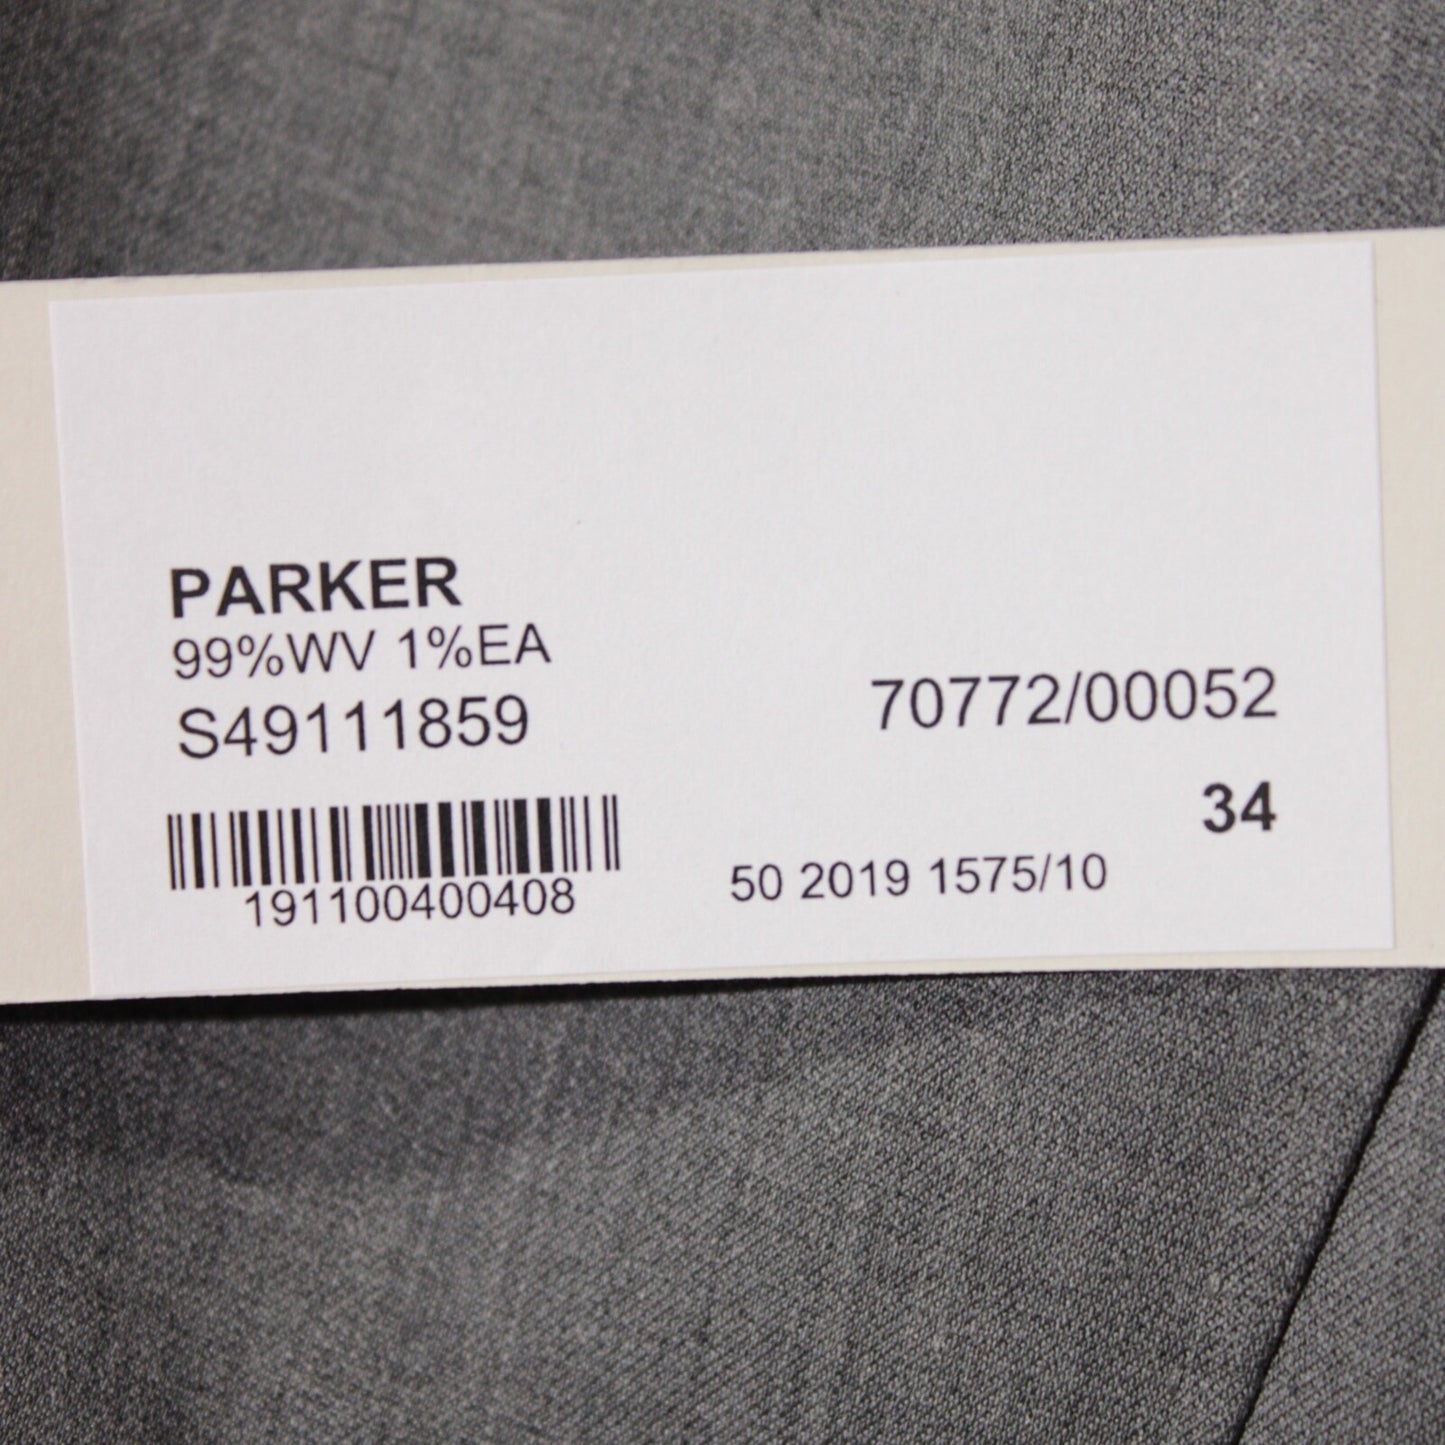 PARKER
99%WV 1%EA
S49111859
70772/00052
34
191100400408
50 2019 1575/10